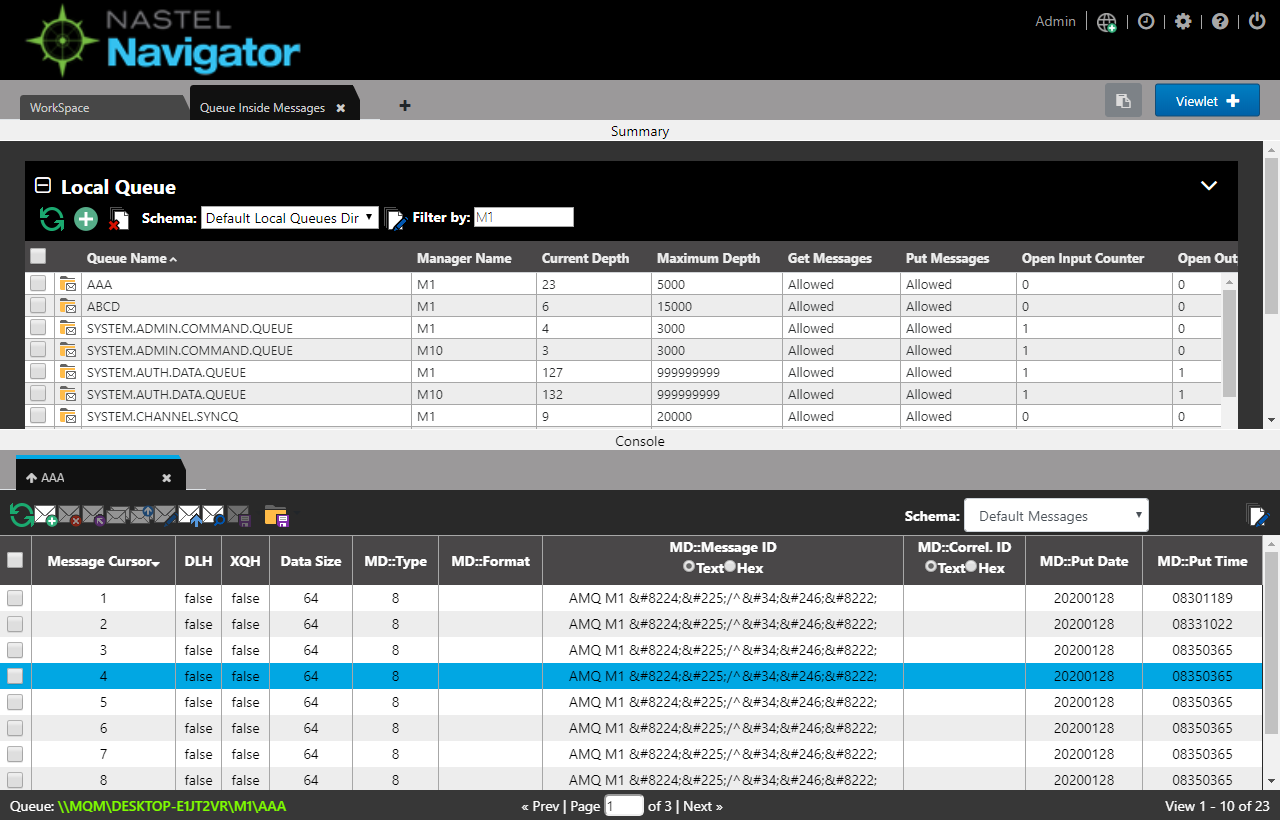 NASTEL
Navigator
Admin
WorkSpace
Queue Inside Messages
Viewlet
Summary
Local Queue
Schema: Default Local Queues Dir Filter by: M1
Queue Name Manager Name Current Depth Maximum Depth Get Messages Put Messages Open Input Counter Open Out
AAA M1 23 5000 Allowed Allowed 0 0
ABCD M1 6 15000 Allowed Allowed 0 0
SYSTEM.ADMIN.COMMAND.QUEUE M1 4 3000 Allowed Allowed 1 0
SYSTEM.ADMIN.COMMAND.QUEUE M10 3 3000 Allowed Allowed 1 0
SYSTEM.AUTH.DATA.QUEUE M1 127 999999999 Allowed Allowed 1 1
SYSTEM.AUTH.DATA.QUEUE M10 132 999999999 Allowed Allowed 1 1
SYSTEM.CHANNEL.SYNCQ M1 9 20000 Allowed Allowed 0 0
Console
AAA
Schema: Default Messages
Message Cursor DLH XQH Data Size MD::Type MD::Format MD::Message ID Text Hex MD::Correl. ID Text Hex MD::Put Date MD::Put Time
1 false false 64 8 AMQ M1 &#8224;&#225;/^&#34;&#246;&#8222; 20200128 08301189
2 false false 64 8 AMQ M1 &#8224;&#225;/^&#34;&#246;&#8222; 20200128 08331022
3 false false 64 8 AMQ M1 &#8224;&#225;/^&#34;&#246;&#8222; 20200128 08350365
4 false false 64 8 AMQ M1 &#8224;&#225;/^&#34;&#246;&#8222; 20200128 08350365
5 false false 64 8 AMQ M1 &#8224;&#225;/^&#34;&#246;&#8222; 20200128 08350365
6 false false 64 8 AMQ M1 &#8224;&#225;/^&#34;&#246;&#8222; 20200128 08350365
7 false false 64 8 AMQ M1 &#8224;&#225;/^&#34;&#246;&#8222; 20200128 08350365
8 false false 64 8 AMQ M1 &#8224;&#225;/^&#34;&#246;&#8222; 20200128 08350365
Queue: \\MQM\DESKTOP-E1JT2VR\M1\AAA « Prev | Page 1 of 3 | Next » View 1 - 10 of 23